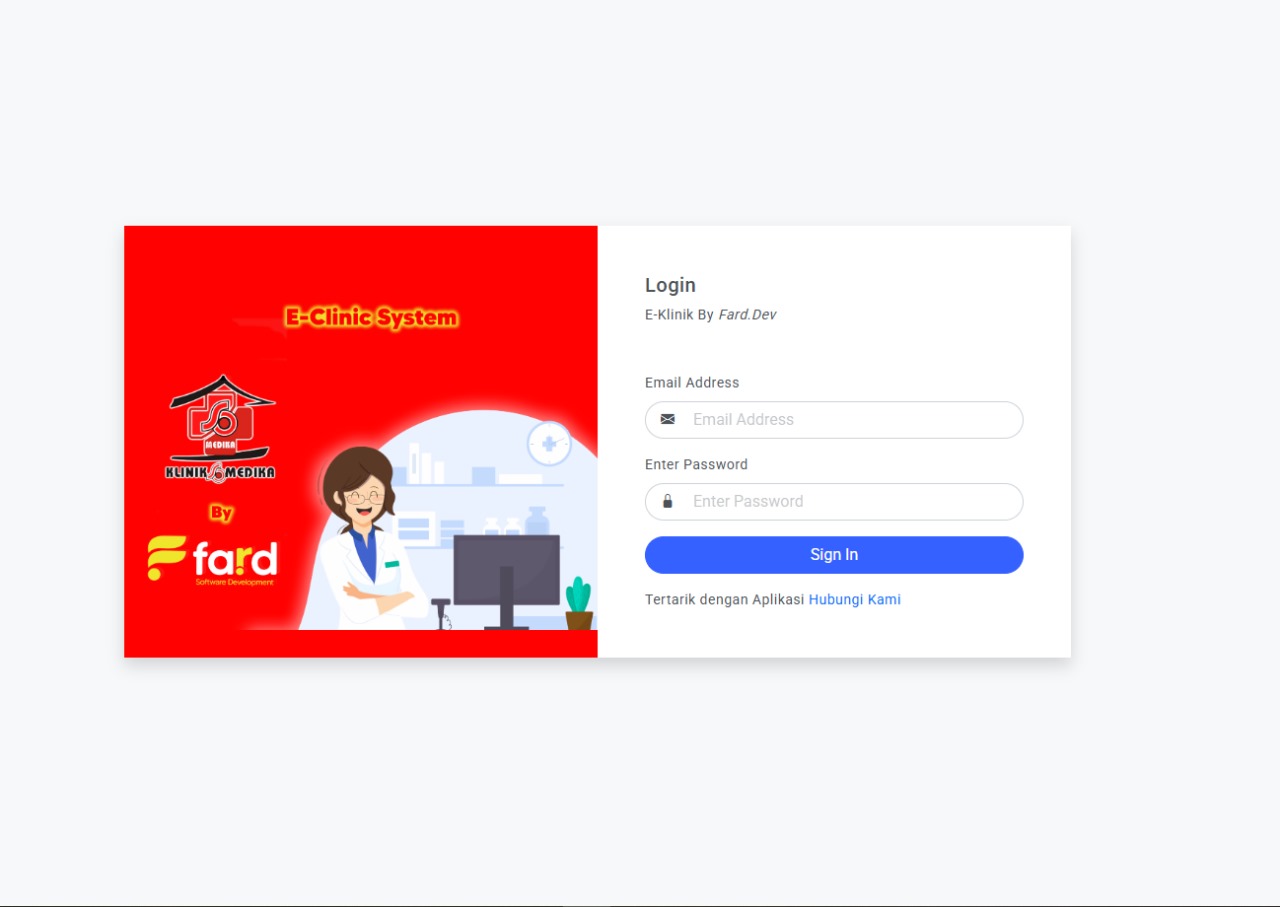 E-Clinic System
MEDIKA
KLINIK S6 MEDIKA
By
fard
Software Development
Login
E-Klinik By Fard.Dev
Email Address
Email Address
Enter Password
Enter Password
Sign In
Tertarik dengan Aplikasi Hubungi Kami